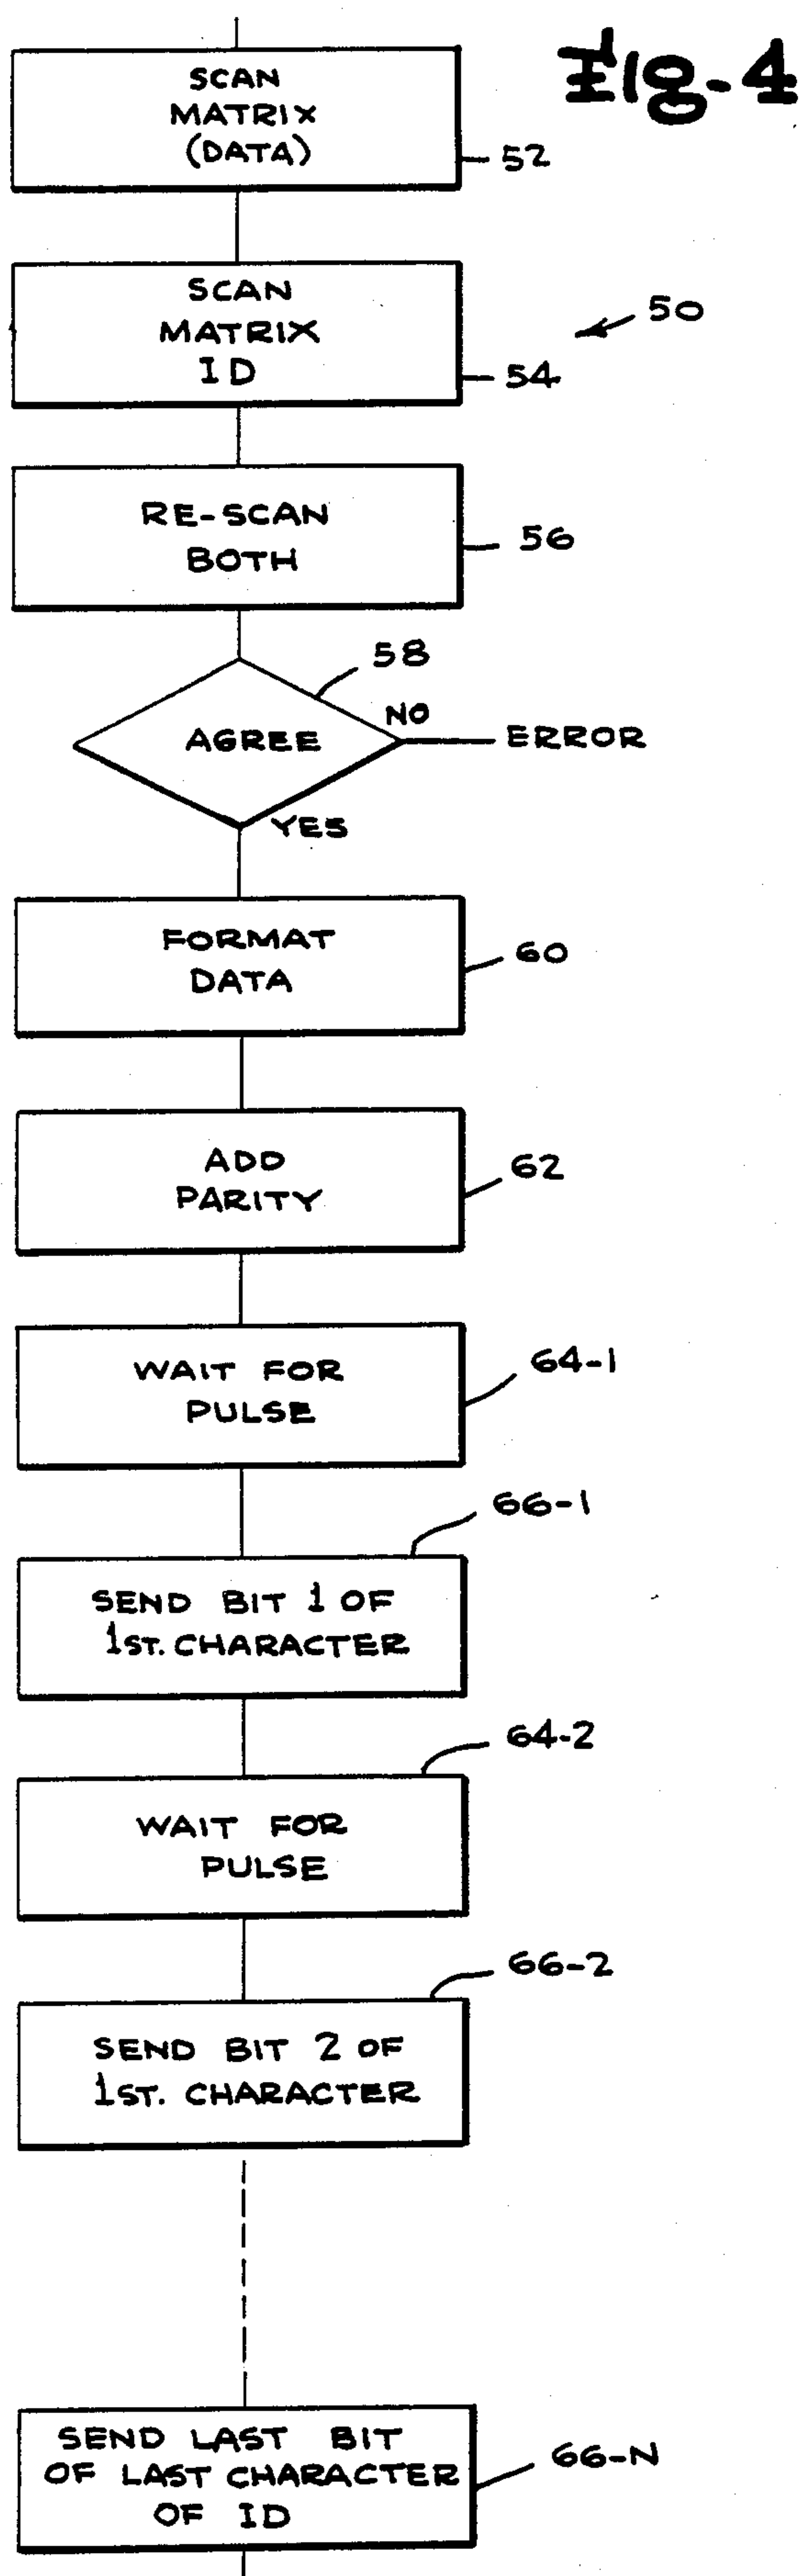 Fig-4
SCAN
MATRIX
(DATA)
52
SCAN
MATRIX
ID
54
50
RE-SCAN
BOTH
56
58
AGREE
NO
ERROR
YES
FORMAT
DATA
60
ADD
PARITY
62
WAIT FOR
PULSE
64-1
66-1
SEND BIT 1 OF
1ST. CHARACTER
64-2
WAIT FOR
PULSE
66-2
SEND BIT 2 OF
1ST. CHARACTER
SEND LAST BIT
OF LAST CHARACTER
OF ID
66-N